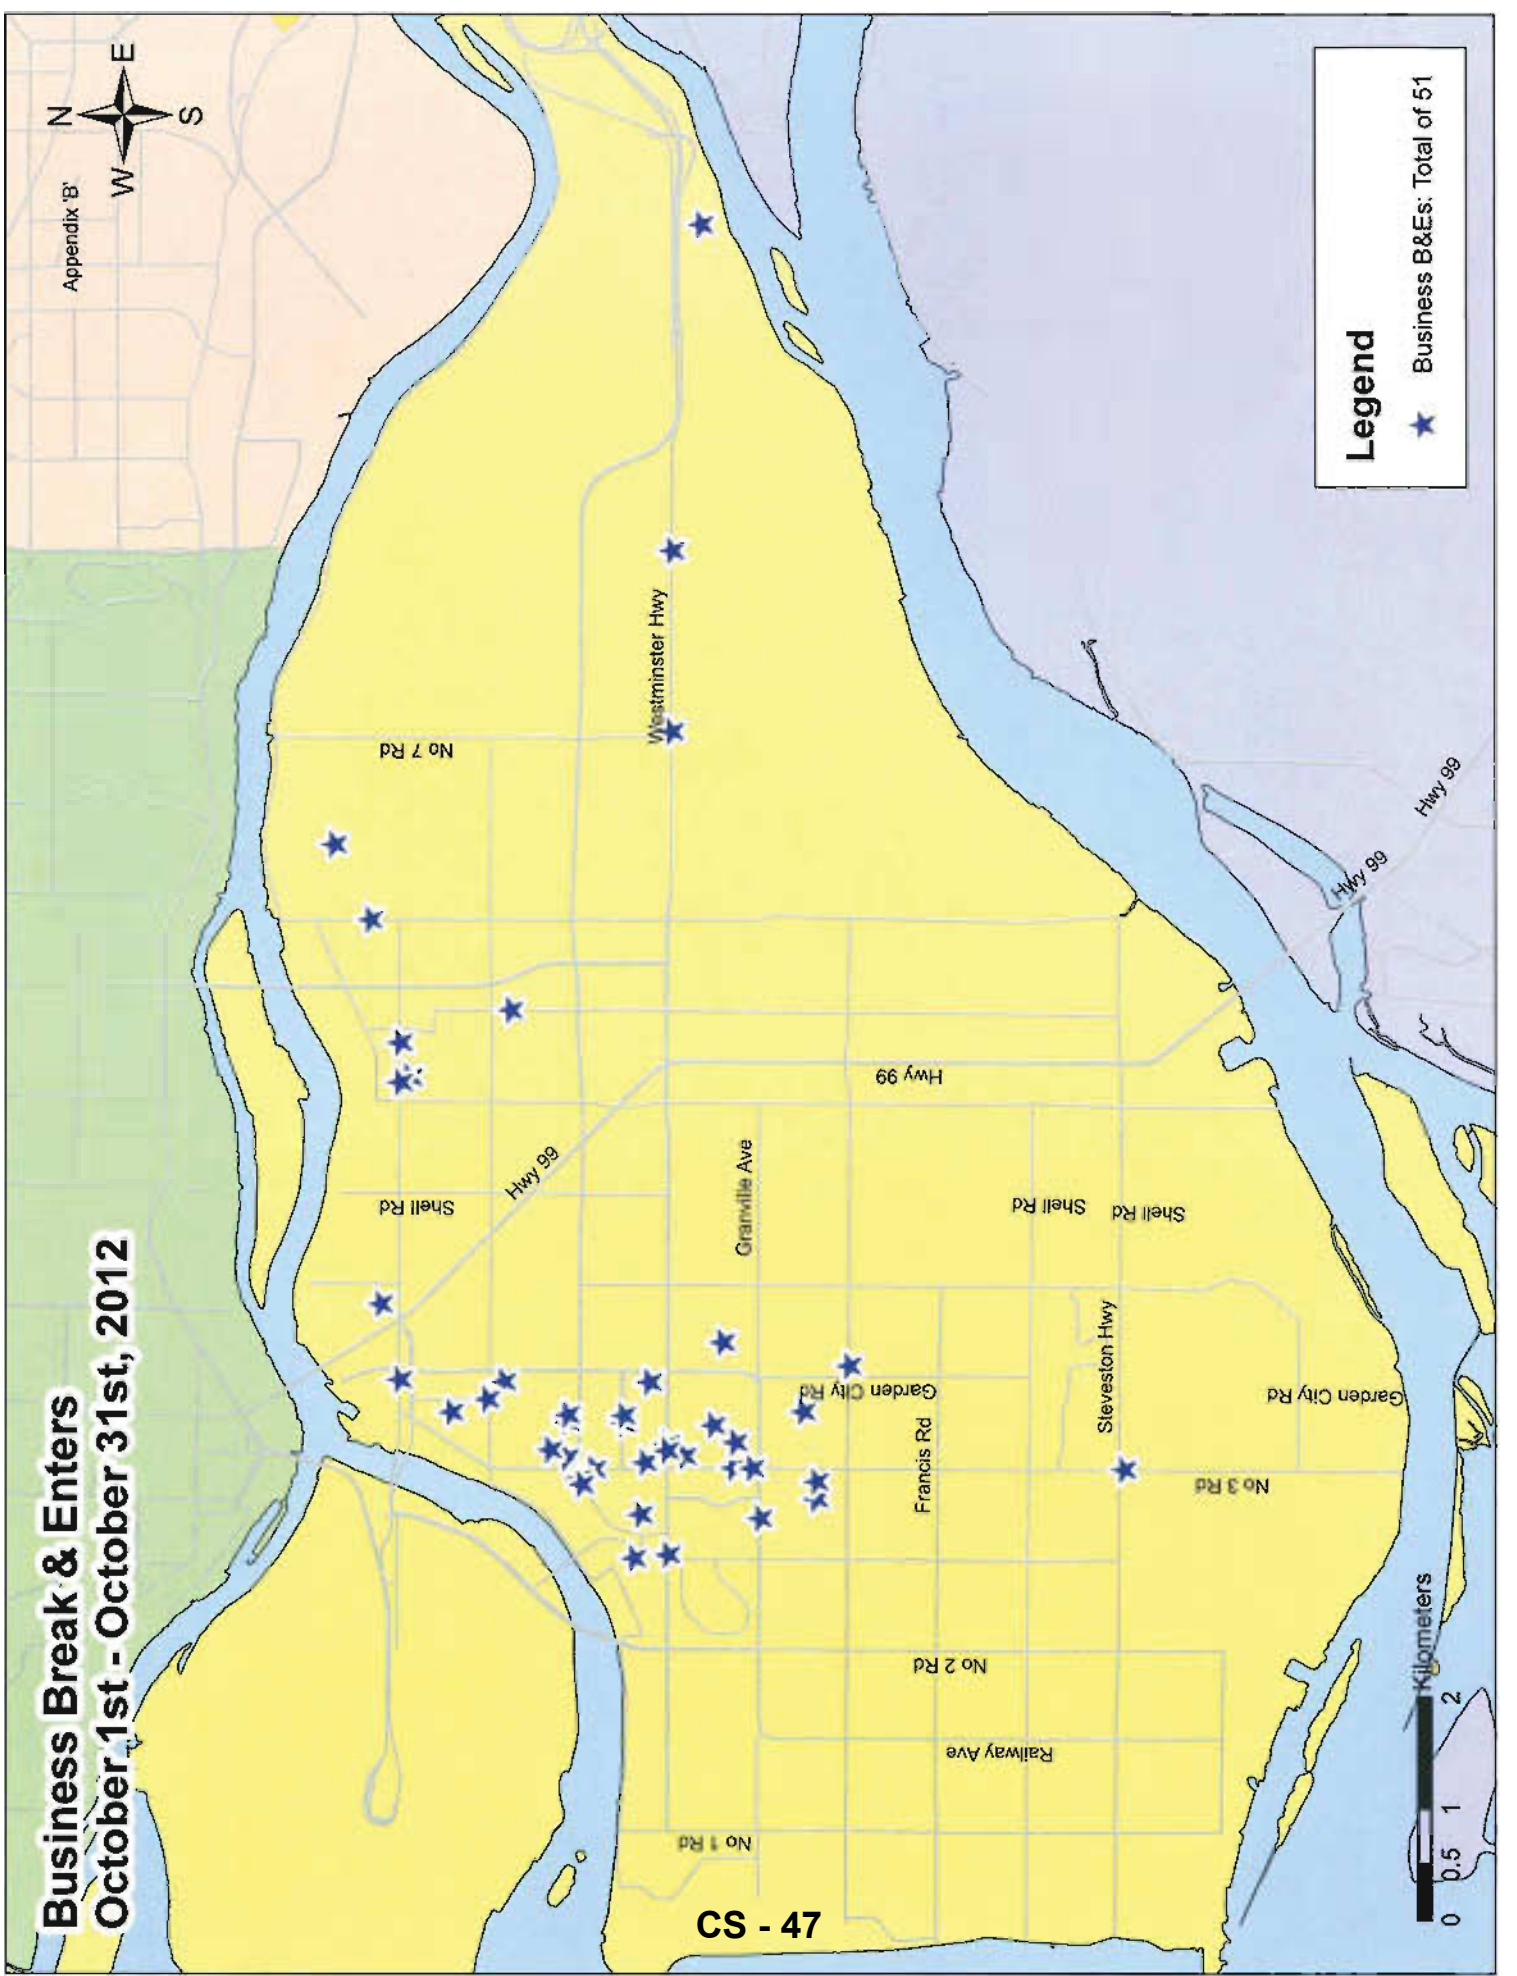 Business Break & Enters
October 1st - October 31st, 2012
Appendix 'B'
N
W
E
S
No 7 Rd
Westminster Hwy
Shell Rd
Hwy 99
Hwy 99
Granville Ave
Shell Rd
Shell Rd
Garden City Rd
Francis Rd
Steveston Hwy
Garden City Rd
No 3 Rd
No 2 Rd
Railway Ave
No 1 Rd
Hwy 99
Hwy 99
Legend
Business B&Es: Total of 51
0 0.5 1 2
Kilometers
CS - 47